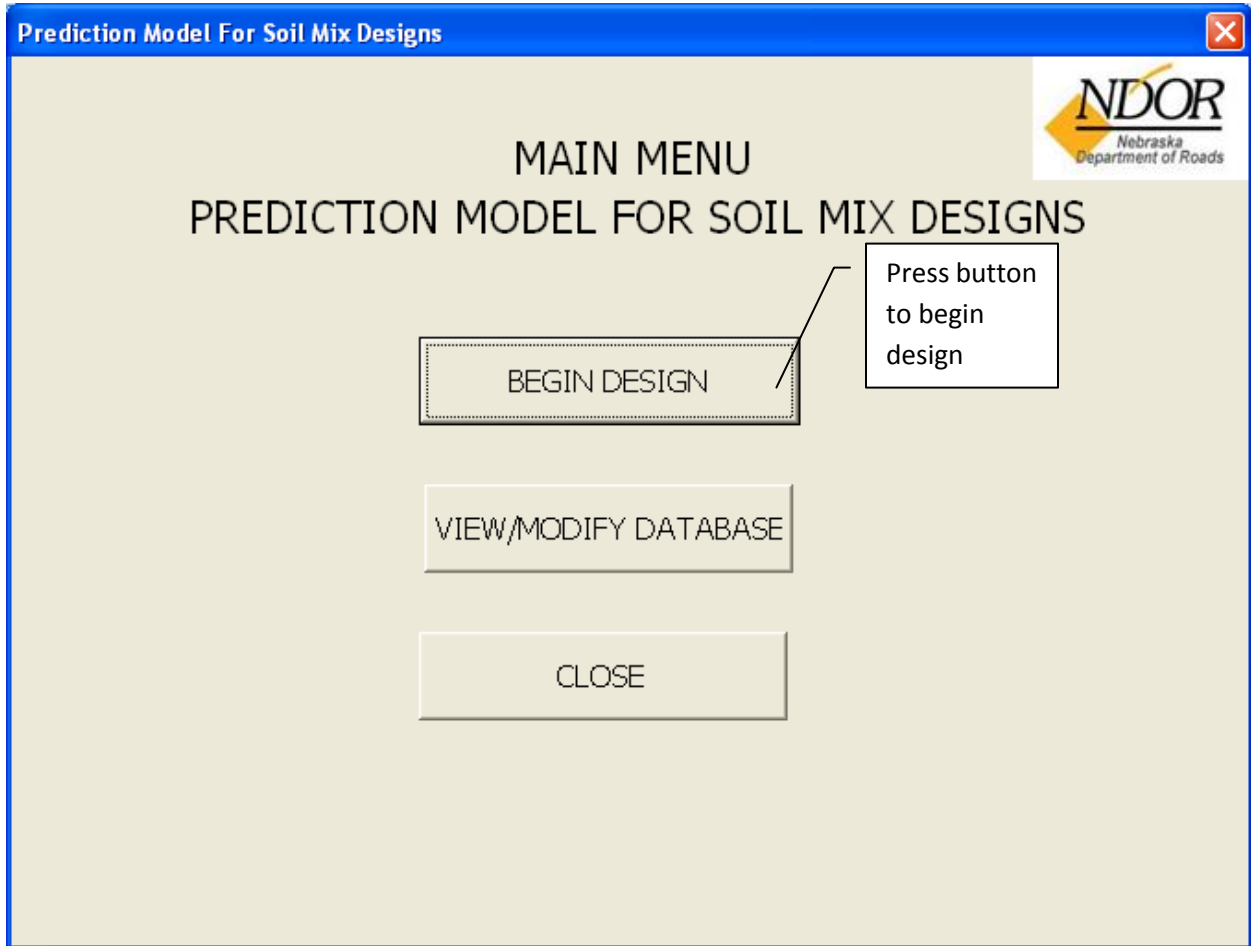 Prediction Model For Soil Mix Designs
NDOR
Nebraska
Department of Roads
MAIN MENU
PREDICTION MODEL FOR SOIL MIX DESIGNS
Press button
to begin
design
BEGIN DESIGN
VIEW/MODIFY DATABASE
CLOSE